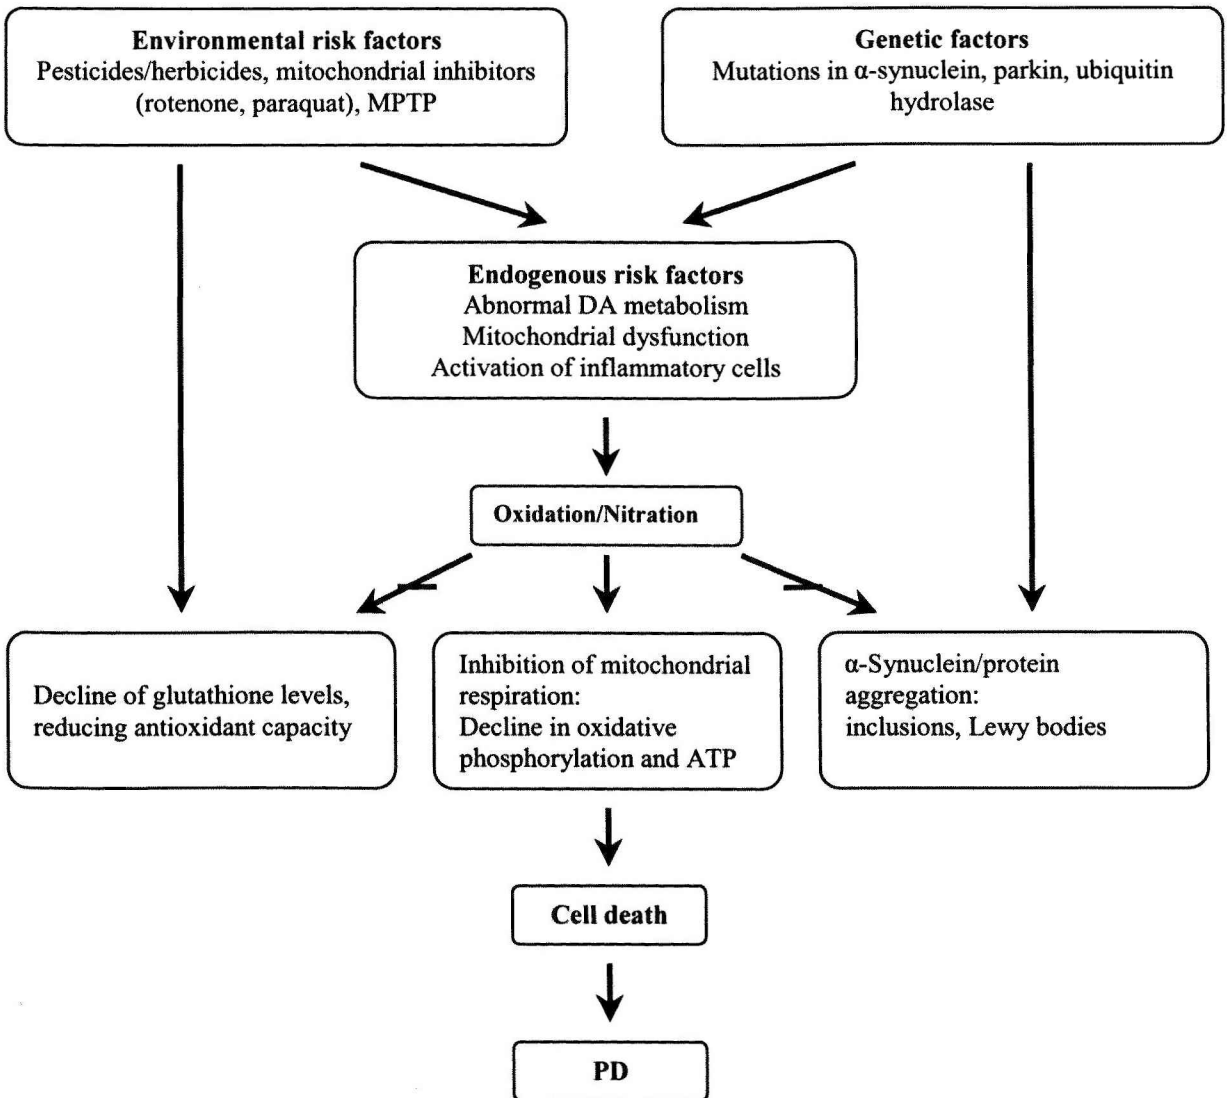 Environmental risk factors
Pesticides/herbicides, mitochondrial inhibitors
(rotenone, paraquat), MPTP
Genetic factors
Mutations in α-synuclein, parkin, ubiquitin
hydrolase
Endogenous risk factors
Abnormal DA metabolism
Mitochondrial dysfunction
Activation of inflammatory cells
Oxidation/Nitration
Decline of glutathione levels,
reducing antioxidant capacity
Inhibition of mitochondrial
respiration:
Decline in oxidative
phosphorylation and ATP
α-Synuclein/protein
aggregation:
inclusions, Lewy bodies
Cell death
PD